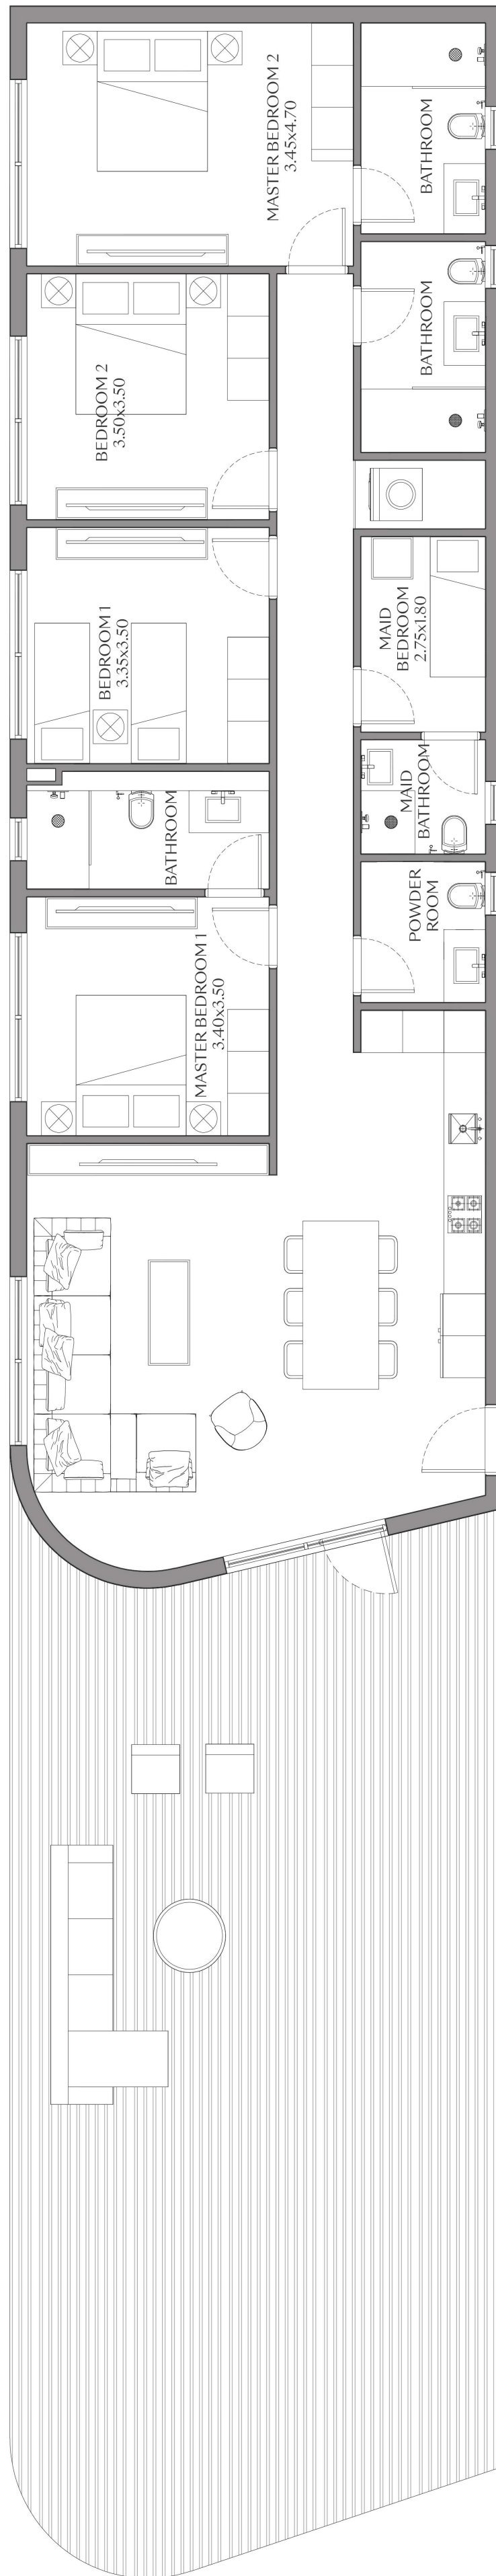 MASTER BEDROOM 2
3.45x4.70
BATHROOM
BEDROOM 2
3.50x3.50
BATHROOM
BEDROOM 1
3.35x3.50
MAID
BEDROOM
2.75x1.80
BATHROOM
MAID
BATHROOM
MASTER BEDROOM 1
3.40x3.50
POWDER
ROOM